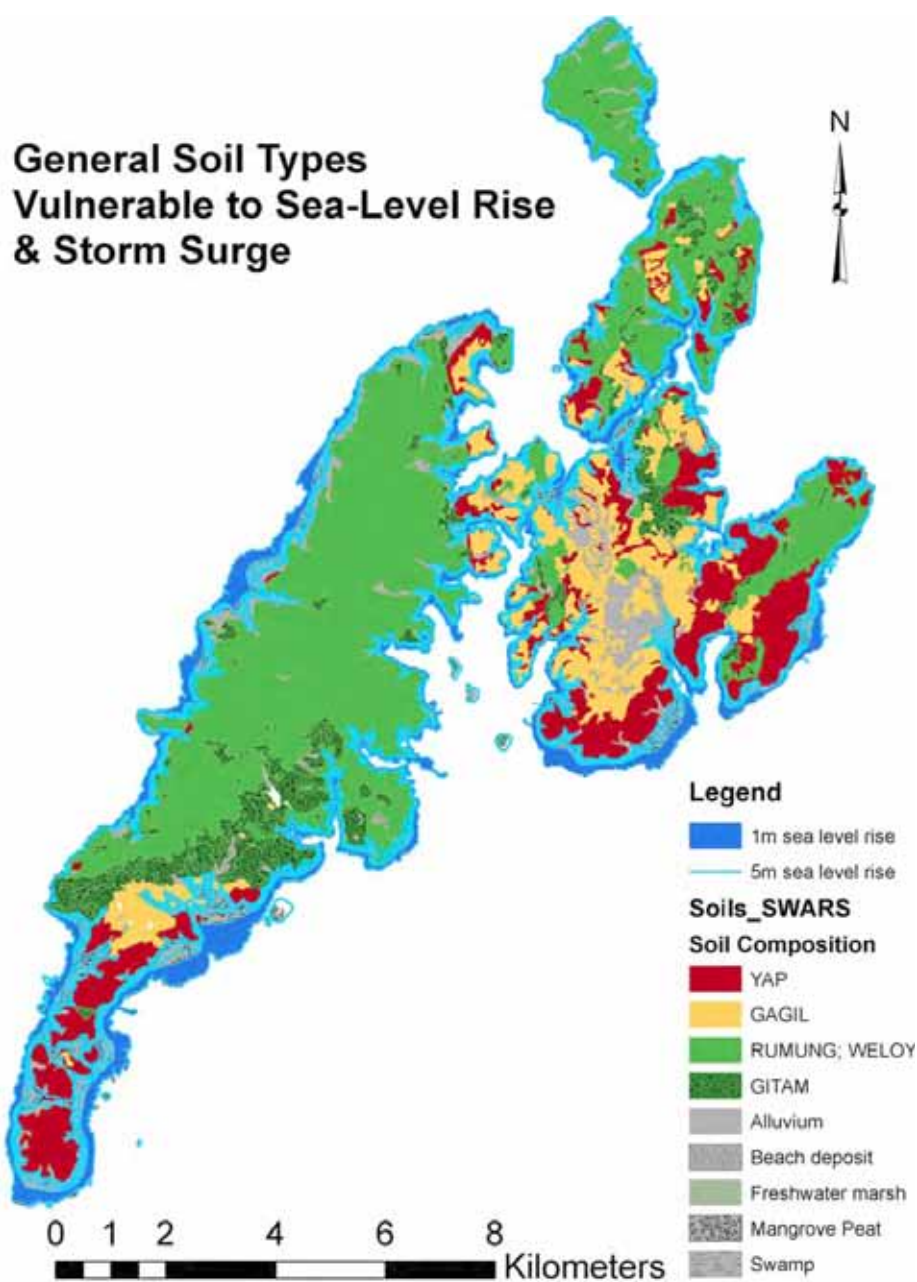 General Soil Types
Vulnerable to Sea-Level Rise
& Storm Surge
N
Legend
1m sea level rise
5m sea level rise
Soils_SWARS
Soil Composition
YAP
GAGIL
RUMUNG; WELOY
GITAM
Alluvium
Beach deposit
Freshwater marsh
Mangrove Peat
Swamp
0 1 2 4 6 8
Kilometers